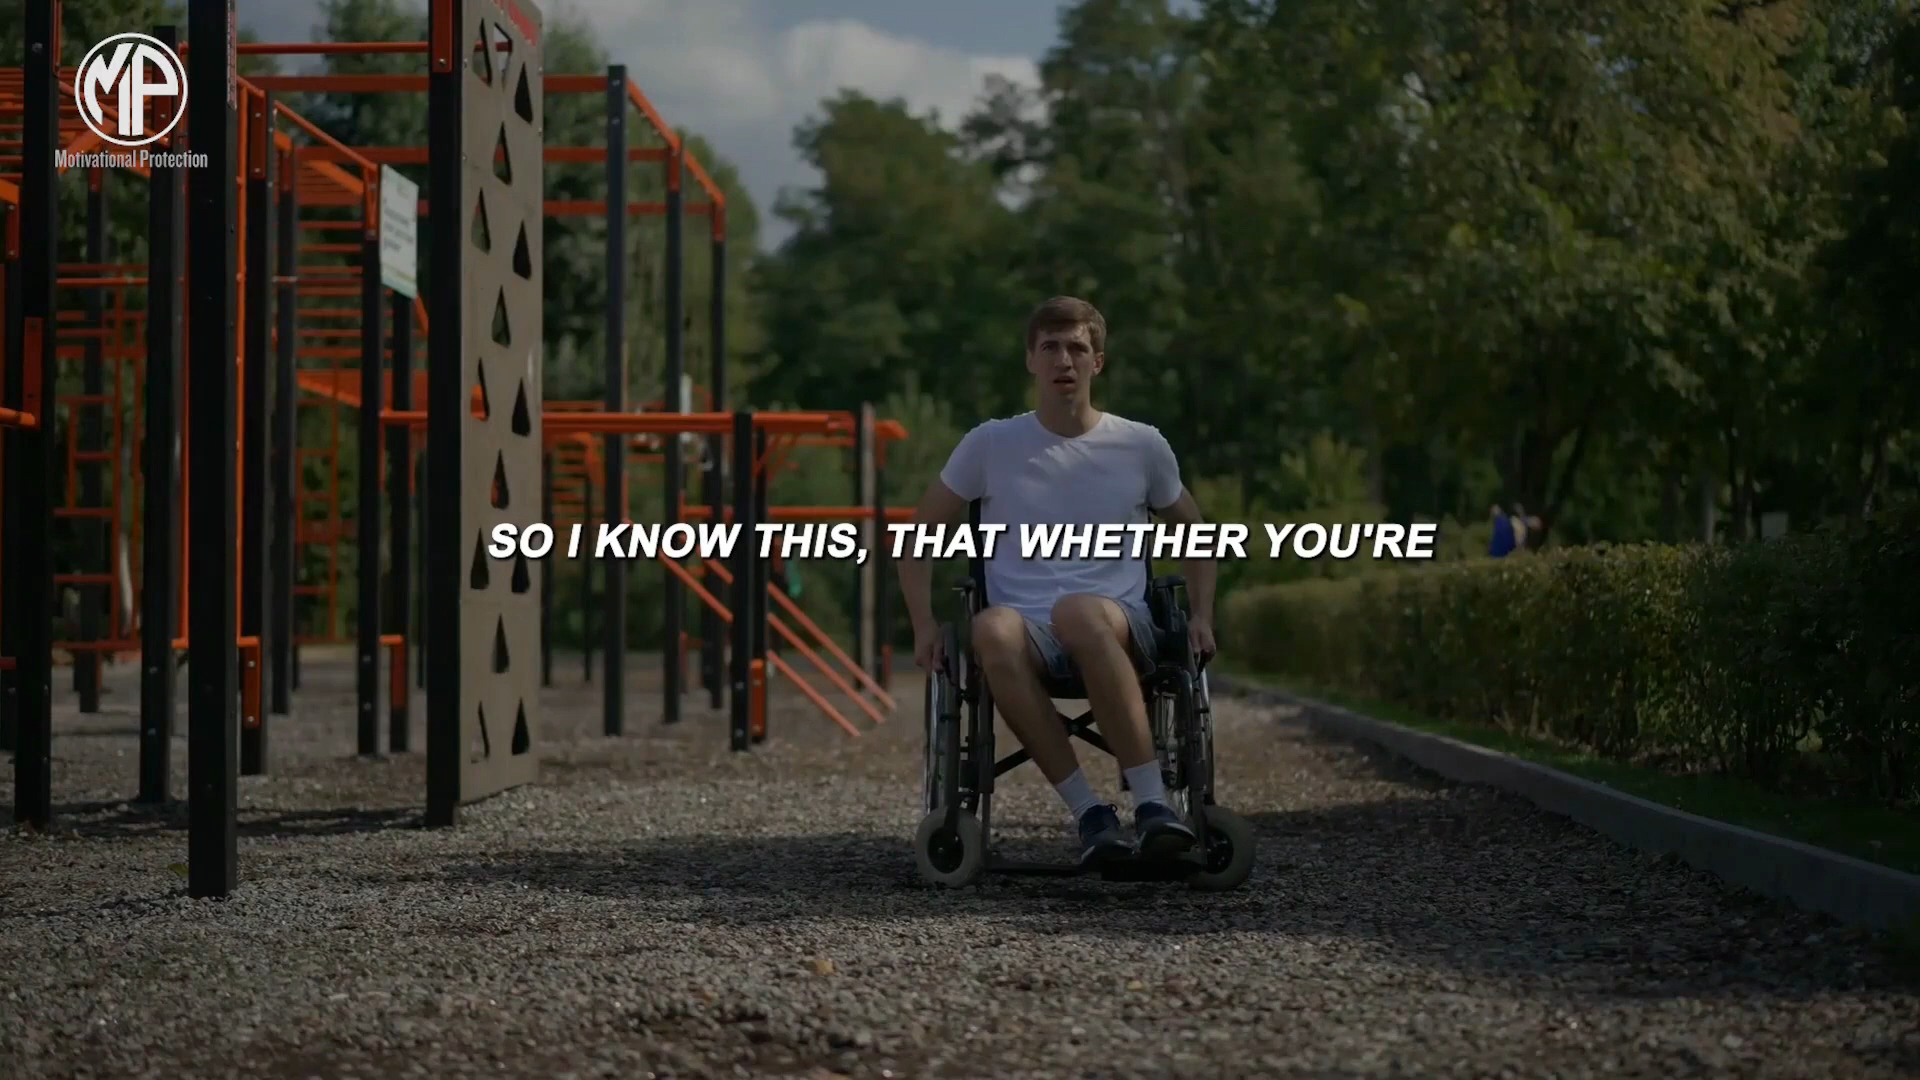 MP
Motivational Protection
SO I KNOW THIS, THAT WHETHER YOU'RE